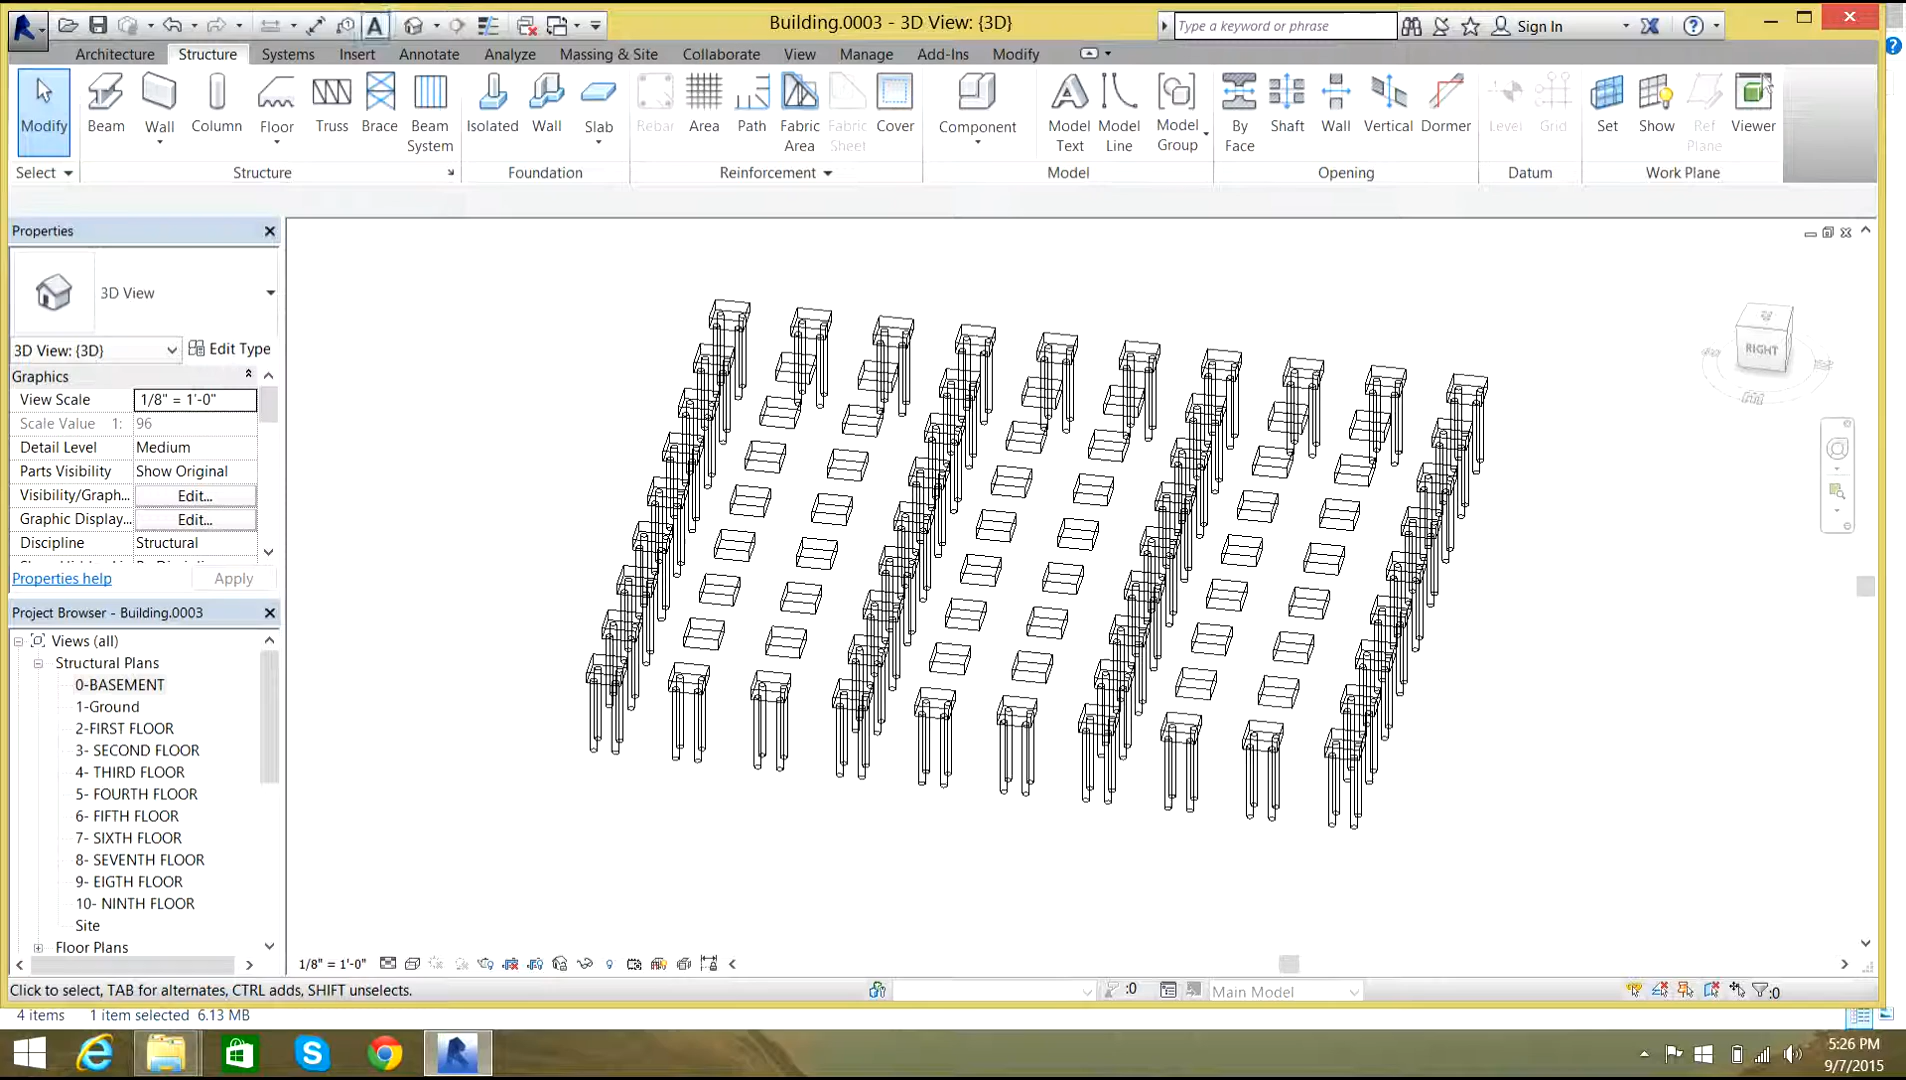 Building.0003 - 3D View: {3D}
Type a keyword or phrase
Sign In
Architecture Structure Systems Insert Annotate Analyze Massing & Site Collaborate View Manage Add-Ins Modify
Modify Beam Wall Column Floor Truss Brace Beam System Isolated Wall Slab Rebar Area Path Fabric Area Fabric Sheet Cover Component Model Text Model Line Model Group By Face Shaft Wall Vertical Dormer Level Grid Set Show Ref Plane Viewer
Select Structure Foundation Reinforcement Model Opening Datum Work Plane
Properties
3D View
3D View: {3D} Edit Type
Graphics
View Scale 1/8" = 1'-0"
Scale Value 1: 96
Detail Level Medium
Parts Visibility Show Original
Visibility/Graph... Edit...
Graphic Display... Edit...
Discipline Structural
Properties help Apply
Project Browser - Building.0003
Views (all)
Structural Plans
0-BASEMENT
1-Ground
2-FIRST FLOOR
3- SECOND FLOOR
4- THIRD FLOOR
5- FOURTH FLOOR
6- FIFTH FLOOR
7- SIXTH FLOOR
8- SEVENTH FLOOR
9- EIGTH FLOOR
10- NINTH FLOOR
Site
Floor Plans
RIGHT
1/8" = 1'-0"
Click to select, TAB for alternates, CTRL adds, SHIFT unselects.
:0
Main Model
:0
4 items 1 item selected 6.13 MB
5:26 PM
9/7/2015